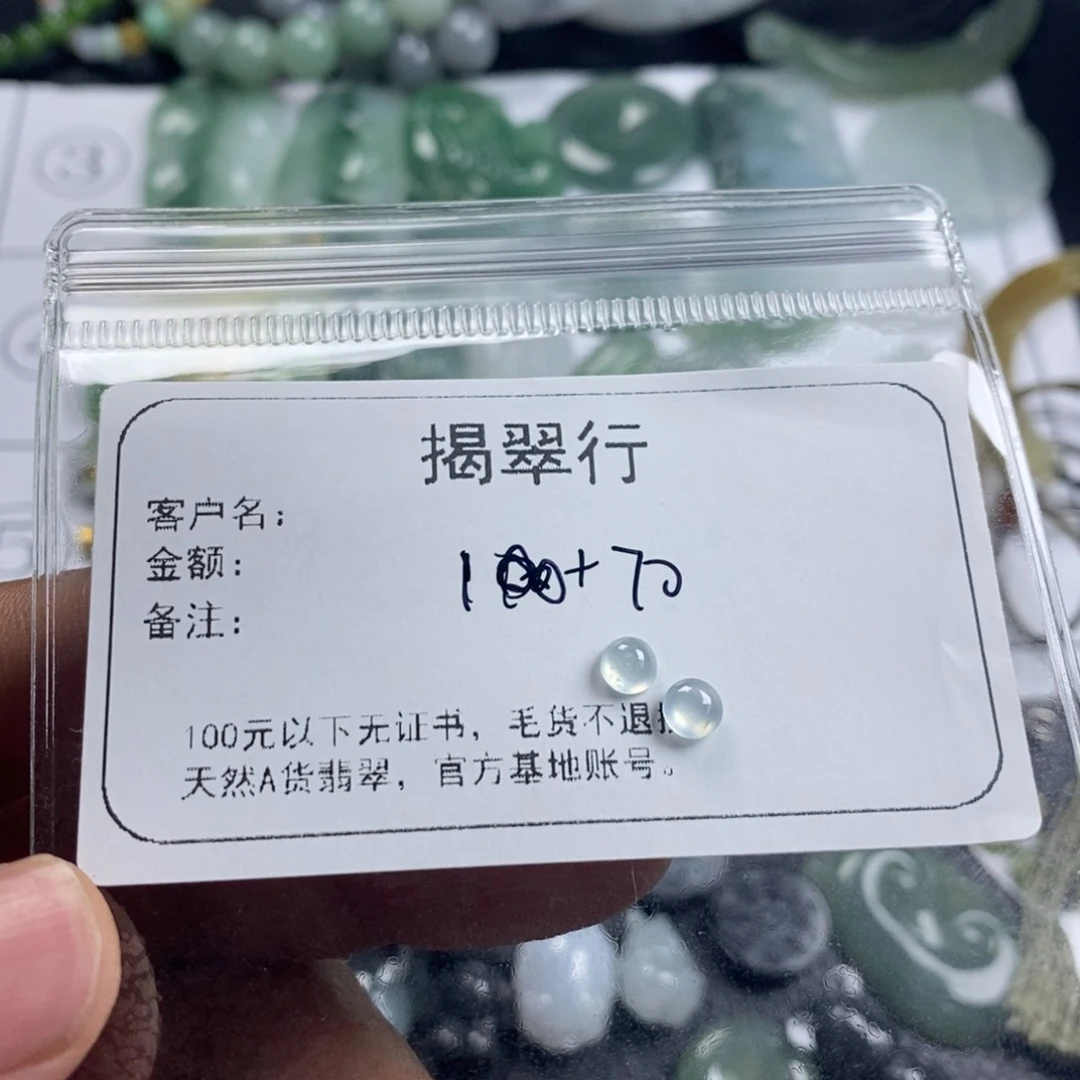 揭翠行
客户名：
金额：
100+70
备注：
100元以下无证书，毛货不退
天然A货翡翠，官方基地账号。